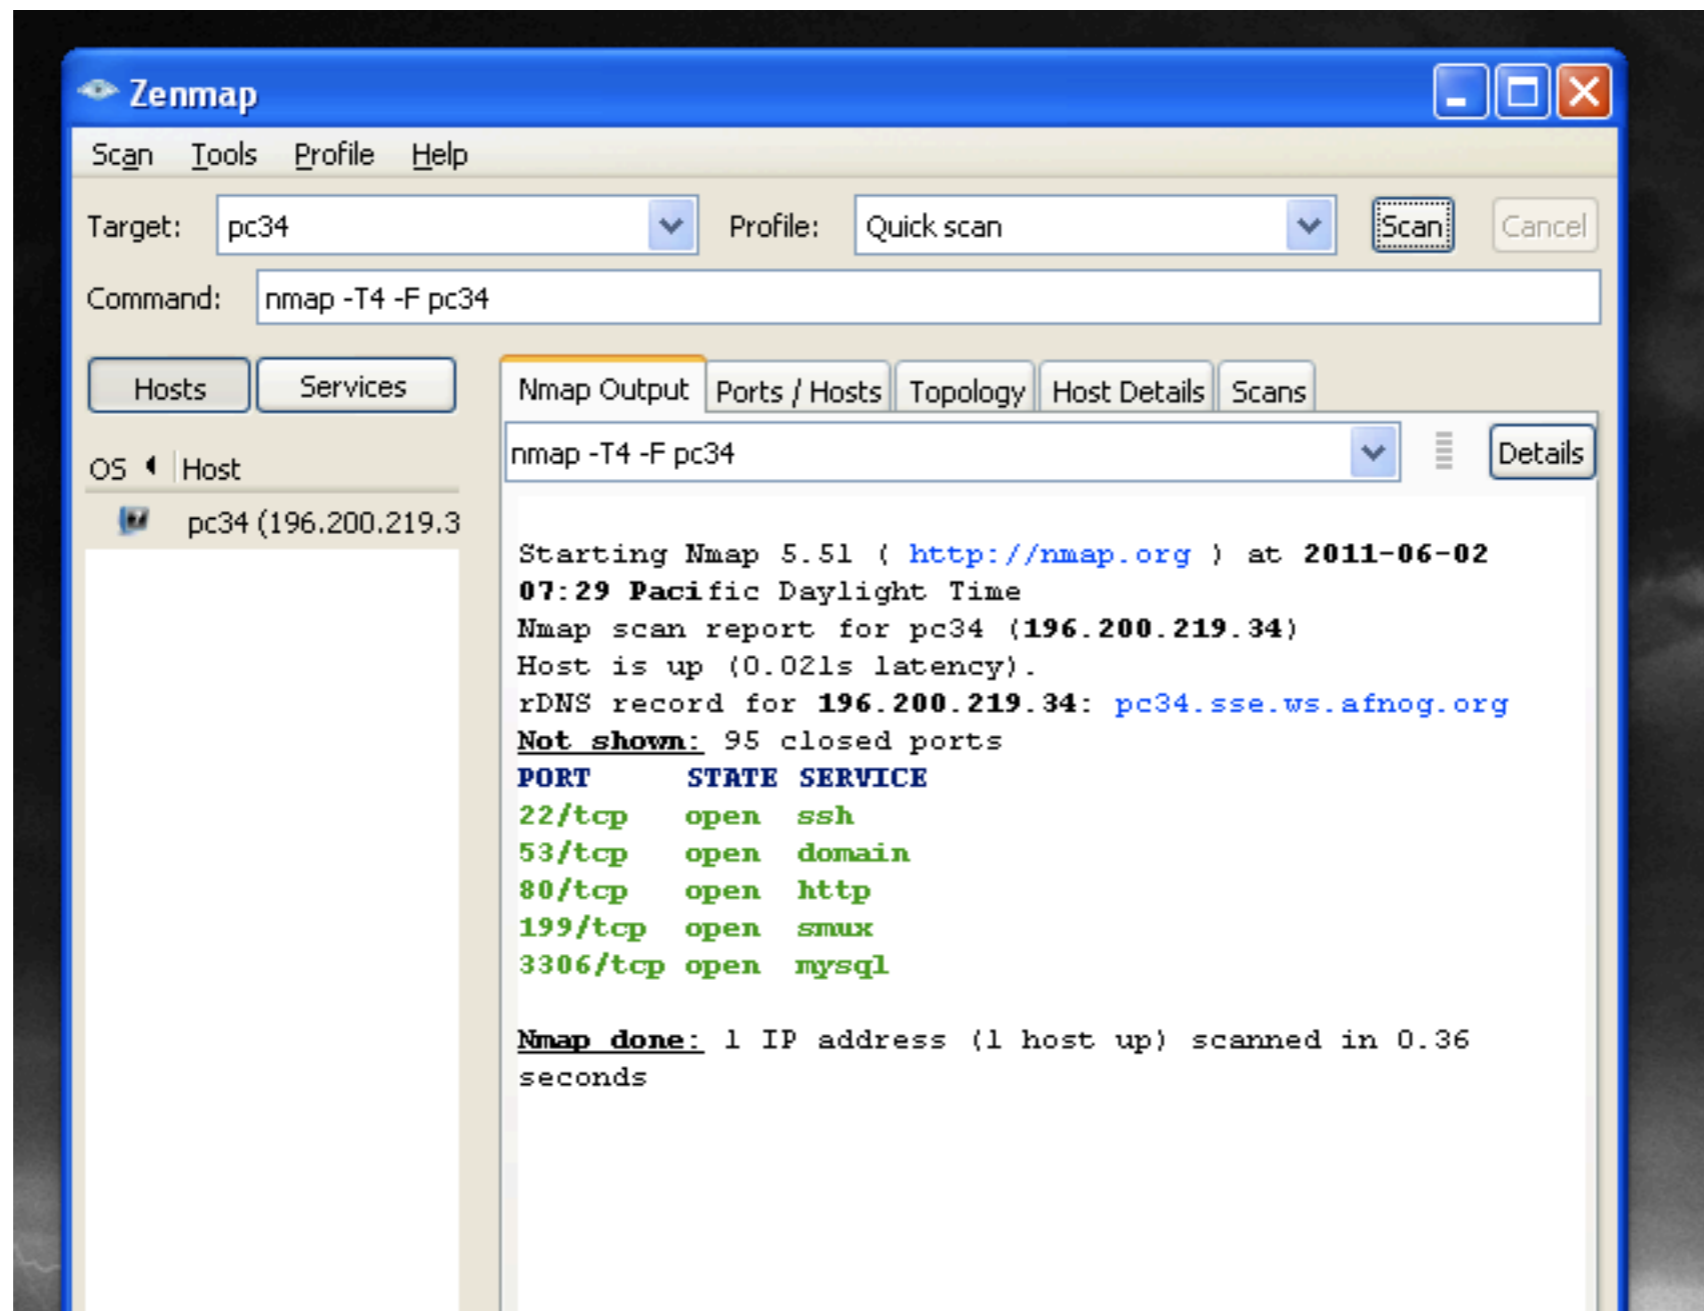 Zenmap
Scan Tools Profile Help
Target: pc34 Profile: Quick scan Scan Cancel
Command: nmap -T4 -F pc34
Hosts Services
Nmap Output Ports / Hosts Topology Host Details Scans
nmap -T4 -F pc34 Details
OS Host
pc34 (196.200.219.3
Starting Nmap 5.51 ( http://nmap.org ) at 2011-06-02
07:29 Pacific Daylight Time
Nmap scan report for pc34 (196.200.219.34)
Host is up (0.021s latency).
rDNS record for 196.200.219.34: pc34.sse.ws.afnog.org
Not shown: 95 closed ports
PORT STATE SERVICE
22/tcp open ssh
53/tcp open domain
80/tcp open http
199/tcp open smux
3306/tcp open mysql
Nmap done: 1 IP address (1 host up) scanned in 0.36
seconds